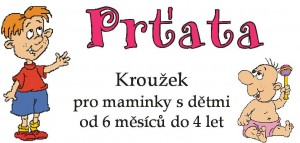 Prťata
Kroužek
pro maminky s dětmi
od 6 měsíců do 4 let